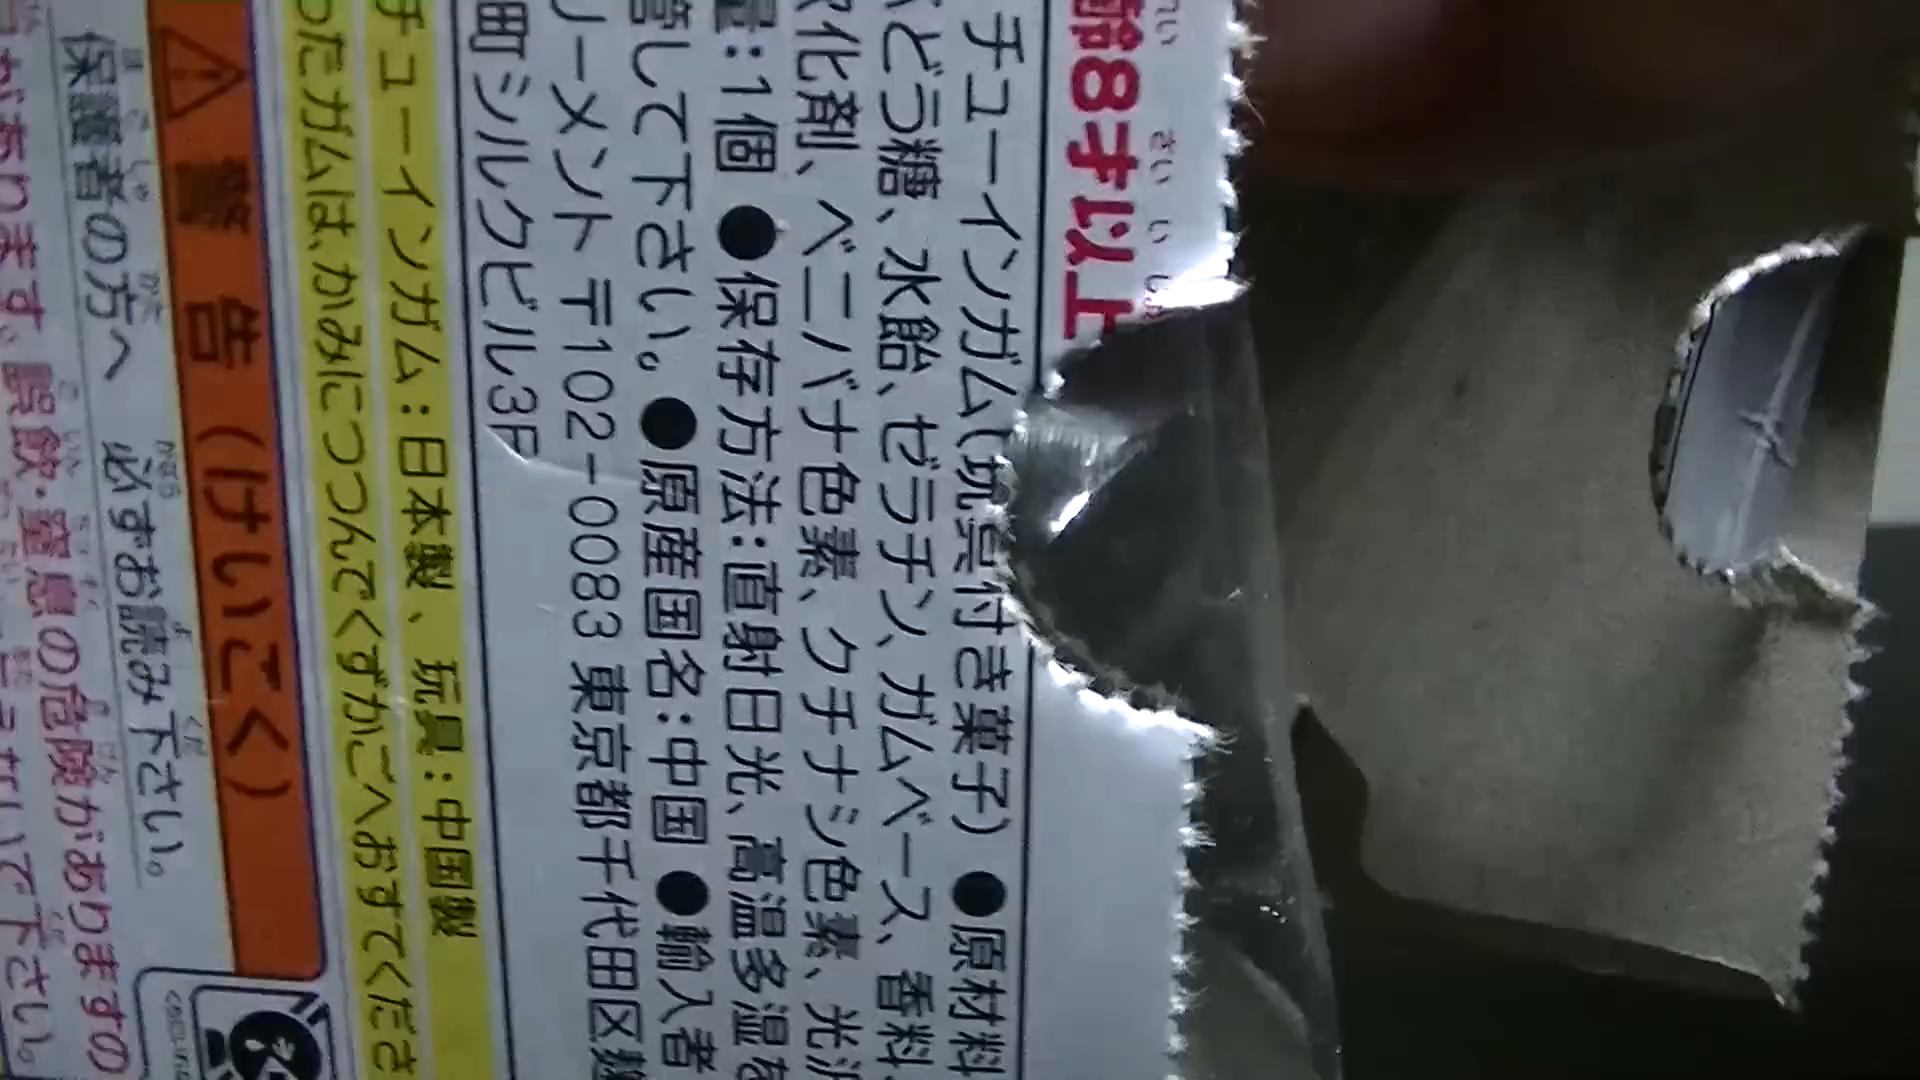 齢8才以上
チューインガム(玩具付き菓子) ●原材料
ぶどう糖、水飴、ゼラチン、ガムベース、香料、
化剤、ベニバナ色素、クチナシ色素、光沢
量:1個 ●保存方法:直射日光、高温多湿を
して下さい。 ●原産国名:中国 ●輸入者
ーメント 〒102-0083 東京都千代田区麹
町シルクビル3F
チューインガム:日本製、玩具:中国製
ったガムは、かみにつつんでくずかごへおすてくださ
警告(けいこく)
保護者の方へ 必ずお読み下さい。
があります。誤飲・窒息の危険がありますの
ないで下さい。